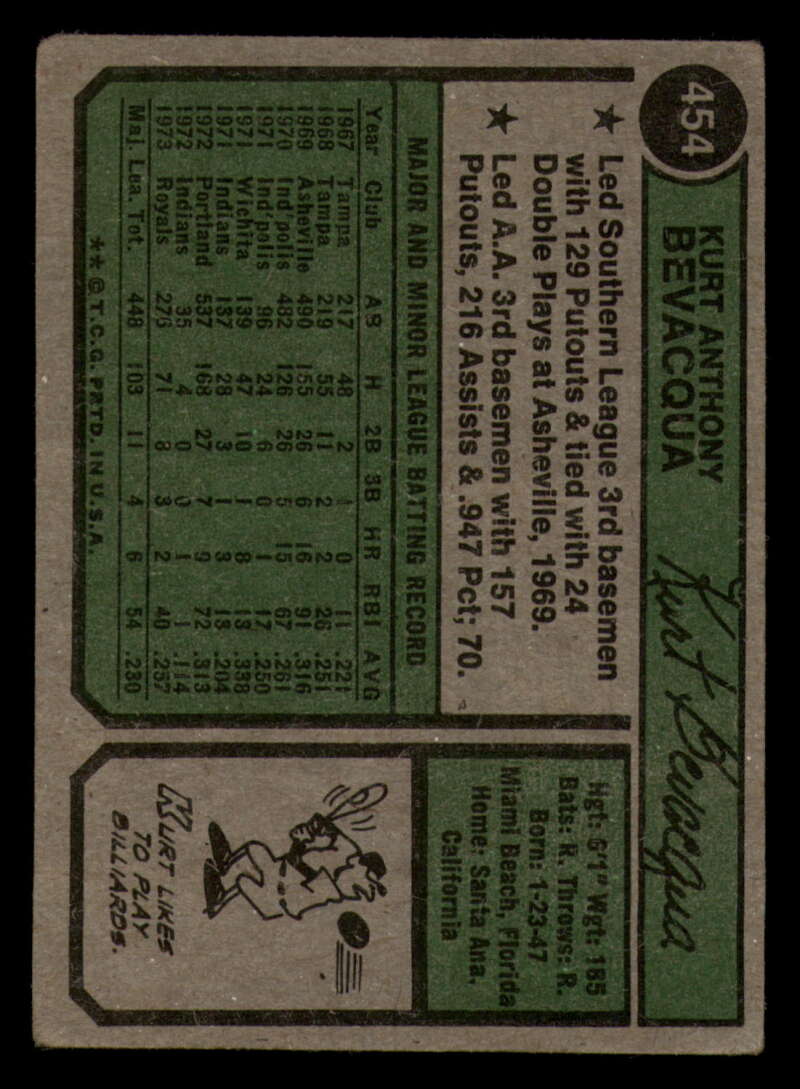 454
KURT ANTHONY
BEVACQUA
Kurt Bevacqua
★ Led Southern League 3rd basemen
with 129 Putouts & tied with 24
Double Plays at Asheville, 1969.
★ Led A.A. 3rd basemen with 157
Putouts, 216 Assists & .947 Pct; 70.
MAJOR AND MINOR LEAGUE BATTING RECORD
Year Club AB H 2B 3B HR RBI AVG
1967 Tampa 217 48 2 1 0 11 .221
1968 Tampa 219 55 11 2 2 26 .251
1969 Asheville 490 155 26 6 16 91 .316
1970 Ind'polis 482 126 26 5 15 67 .261
1971 Ind'polis 96 24 6 0 1 17 .250
1971 Wichita 139 47 10 1 8 13 .338
1971 Indians 137 28 3 1 3 13 .204
1972 Portland 537 168 27 7 9 72 .313
1972 Indians 35 4 0 0 1 1 .114
1973 Royals 276 71 8 3 2 40 .257
Maj. Lea. Tot. 448 103 11 4 6 54 .230
**©T.C.G. PRTD. IN U.S.A.
Hgt: 6'1" Wgt: 185
Bats: R. Throws: R.
Born: 1-23-47
Miami Beach, Florida
Home: Santa Ana,
California
KURT LIKES
TO PLAY
BILLIARDS.